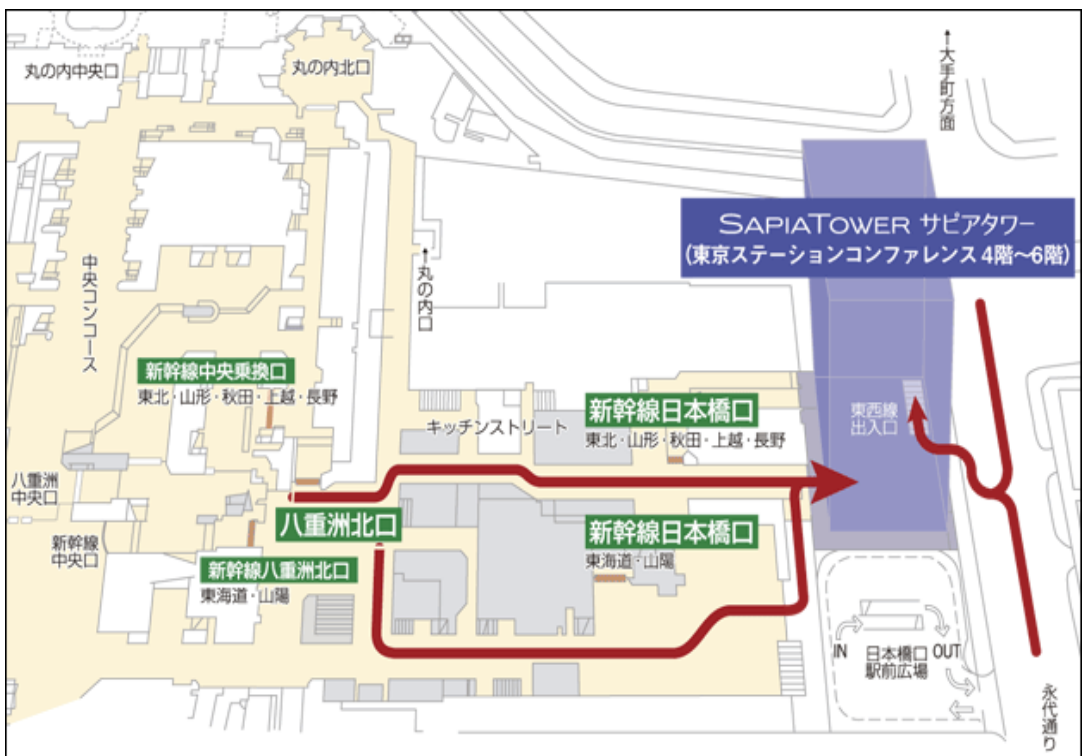 丸の内中央口
丸の内北口
↑大手町方面
SAPIATOWER サピアタワー
(東京ステーションコンファレンス 4階〜6階)
中央コンコース
↑丸の内口
新幹線中央乗換口
東北・山形・秋田・上越・長野
キッチンストリート
新幹線日本橋口
東北・山形・秋田・上越・長野
東西線
出入口
八重洲
中央口
八重洲北口
新幹線
中央口
新幹線八重洲北口
東海道・山陽
新幹線日本橋口
東海道・山陽
IN
日本橋口
駅前広場
OUT
永代通り